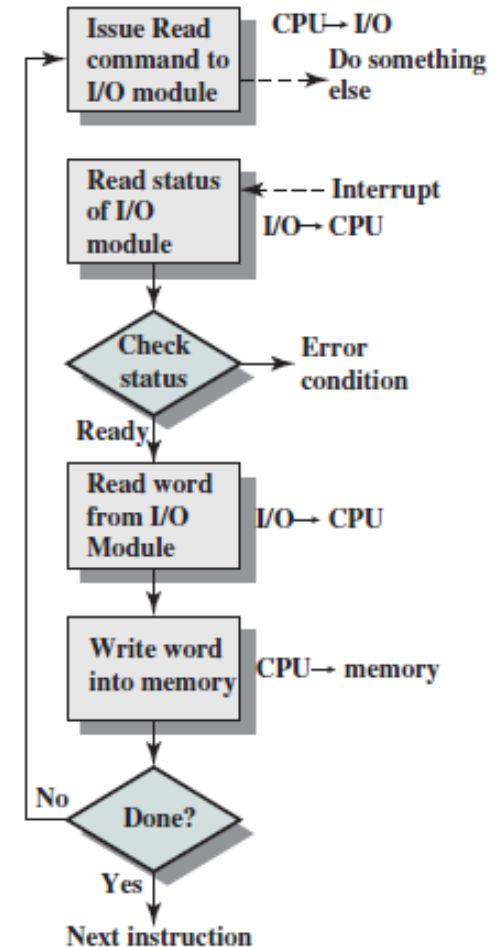 Issue Read
command to
I/O module
CPU→ I/O
Do something
else
Read status
of I/O
module
Interrupt
I/O→ CPU
Check
status
Error
condition
Ready
Read word
from I/O
Module
I/O→ CPU
Write word
into memory
CPU→ memory
No
Done?
Yes
Next instruction